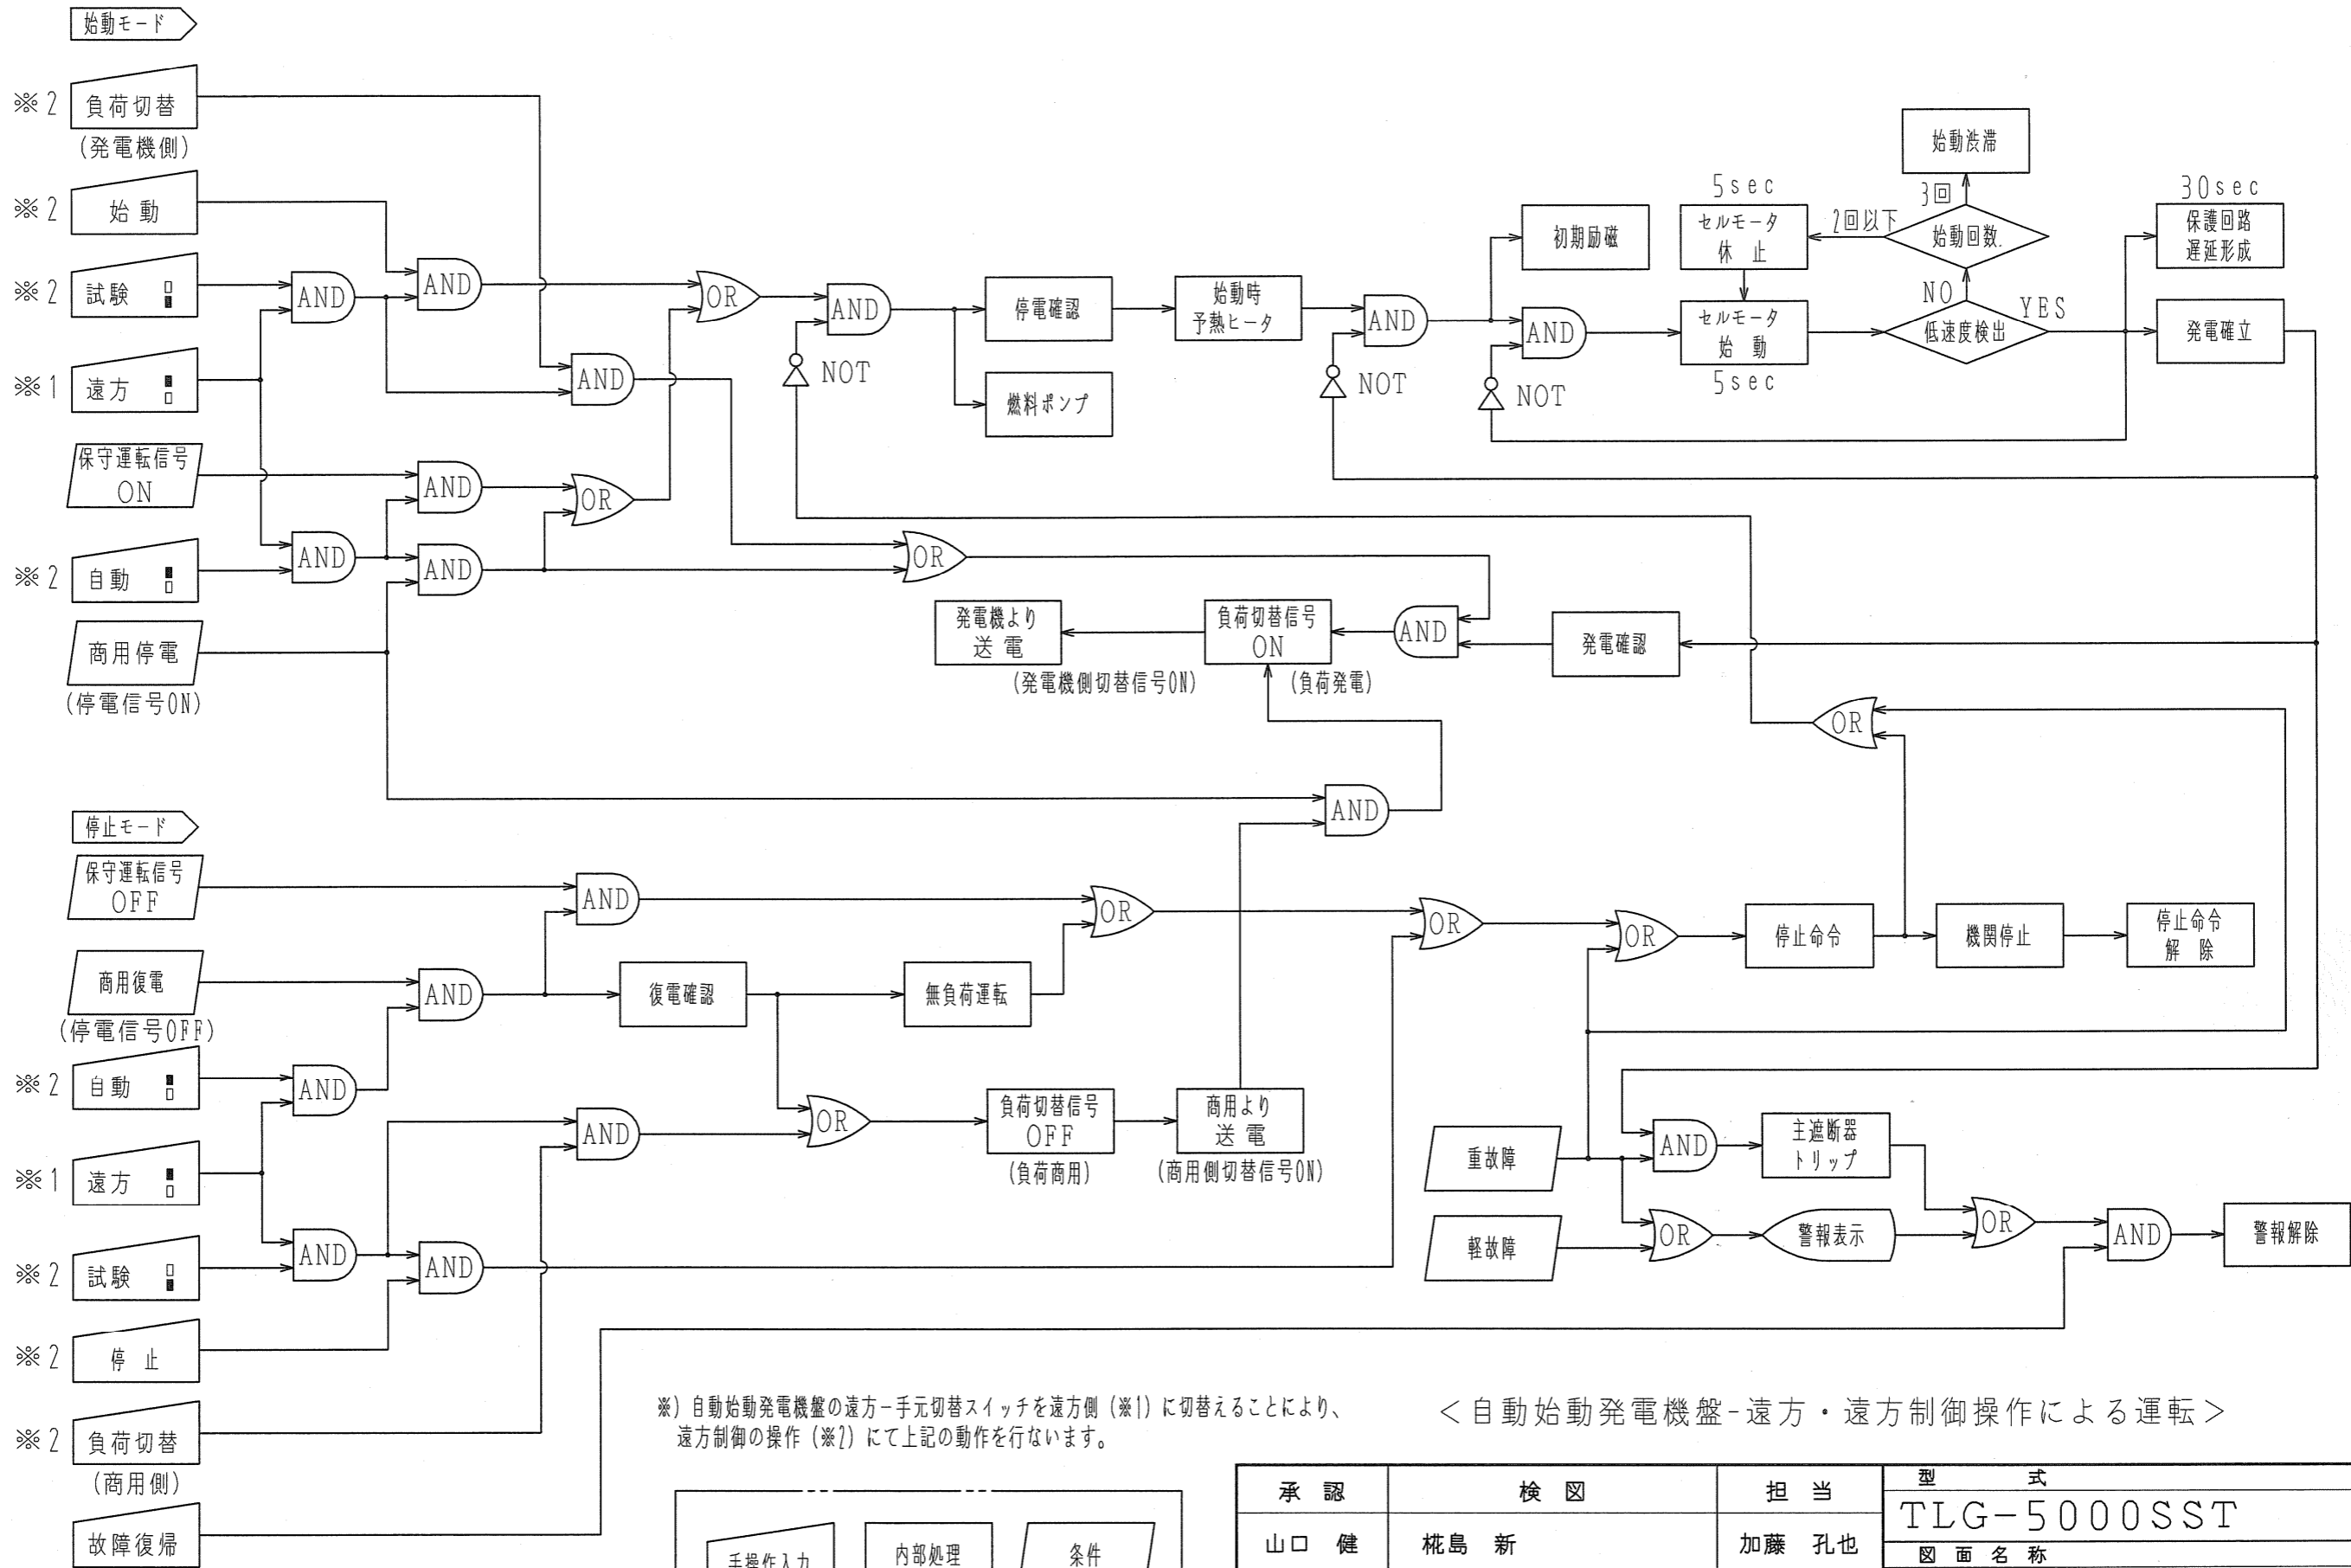 始動モード
※2 負荷切替
(発電機側)
※2 始動
※2 試験
※1 遠方
保守運転信号
ON
※2 自動
商用停電
(停電信号ON)
AND
AND
AND
AND
AND
AND
AND
OR
OR
OR
AND
NOT
停電確認
燃料ポンプ
始動時
予熱ヒータ
AND
NOT
初期励磁
AND
NOT
5sec
セルモータ
休止
セルモータ
始動
5sec
始動渋滞
3回
2回以下
始動回数
NO
低速度検出
YES
30sec
保護回路
遅延形成
発電確立
発電機より
送電
(発電機側切替信号ON)
負荷切替信号
ON
(負荷発電)
AND
発電確認
OR
AND
停止モード
保守運転信号
OFF
商用復電
(停電信号OFF)
※2 自動
※1 遠方
※2 試験
※2 停止
※2 負荷切替
(商用側)
故障復帰
AND
AND
AND
AND
AND
AND
復電確認
無負荷運転
OR
OR
負荷切替信号
OFF
(負荷商用)
商用より
送電
(商用側切替信号ON)
OR
OR
停止命令
機関停止
停止命令
解除
重故障
軽故障
AND
主遮断器
トリップ
OR
警報表示
OR
AND
警報解除
※) 自動始動発電機盤の遠方−手元切替スイッチを遠方側 (※1) に切替えることにより、
遠方制御の操作 (※2) にて上記の動作を行ないます。
<自動始動発電機盤-遠方・遠方制御操作による運転>
手操作入力
内部処理
条件
承認 検図 担当
山口 健 椛島 新 加藤 孔也
型式
TLG-5000SST
図面名称